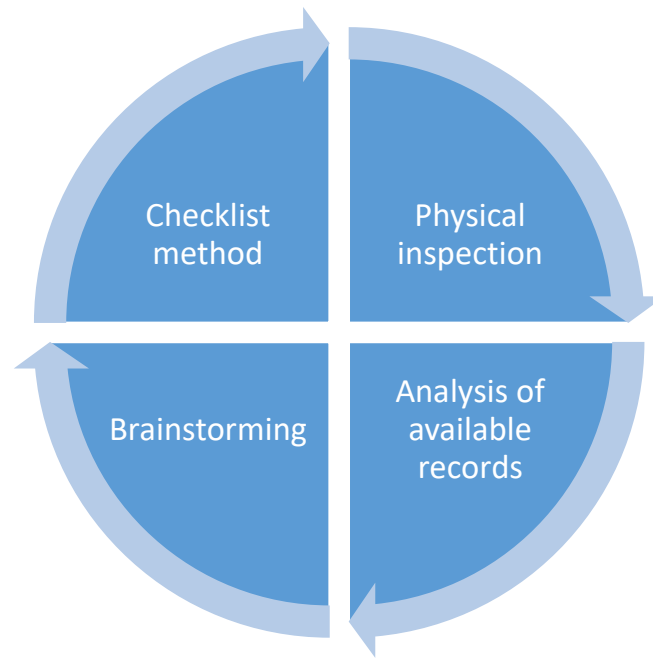 Checklist
method
Physical
inspection
Brainstorming
Analysis of
available
records